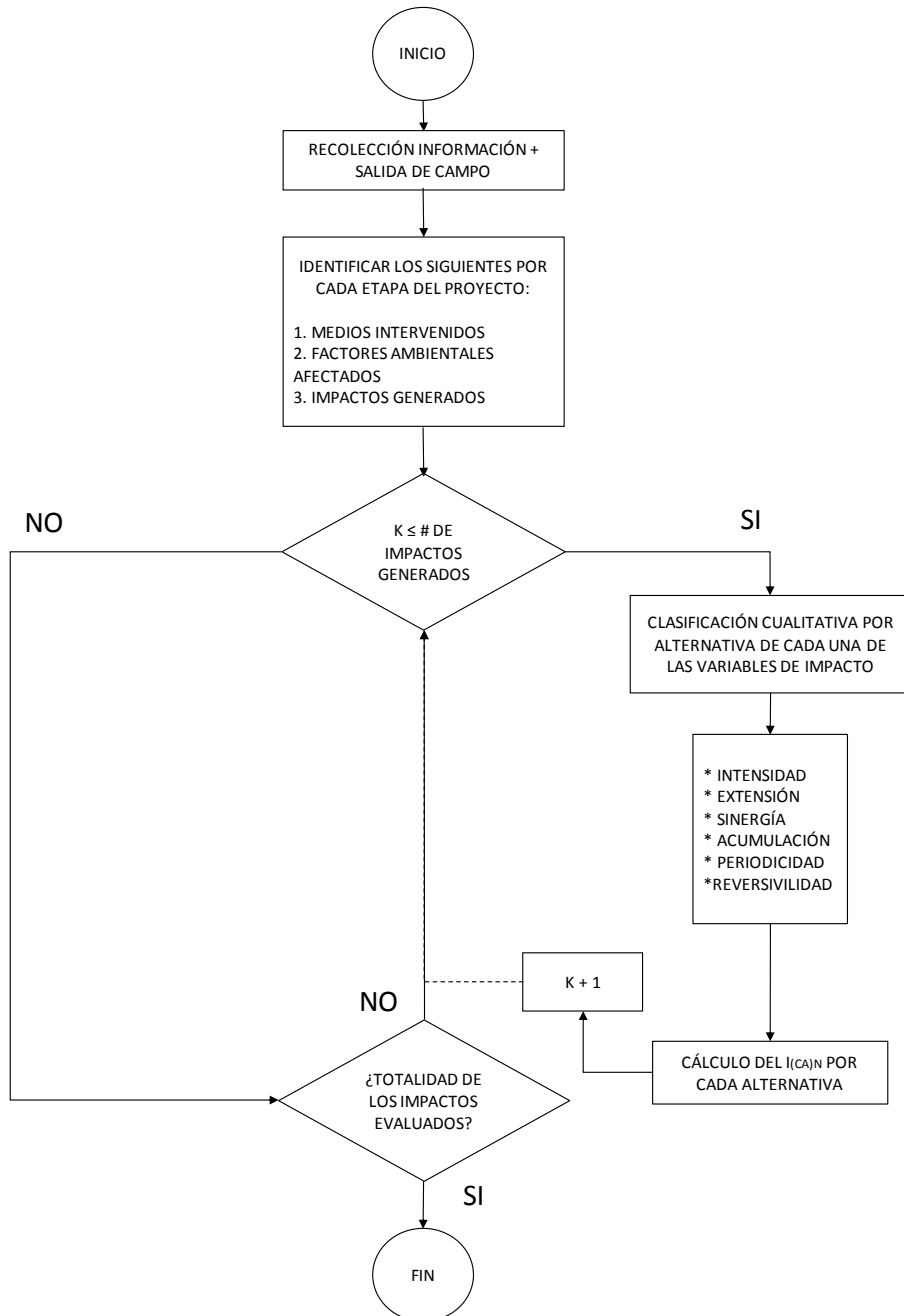 INICIO
RECOLECCIÓN INFORMACIÓN +
SALIDA DE CAMPO
IDENTIFICAR LOS SIGUIENTES POR
CADA ETAPA DEL PROYECTO:
1. MEDIOS INTERVENIDOS
2. FACTORES AMBIENTALES
AFECTADOS
3. IMPACTOS GENERADOS
NO
K ≤ # DE
IMPACTOS
GENERADOS
SI
CLASIFICACIÓN CUALITATIVA POR
ALTERNATIVA DE CADA UNA DE
LAS VARIABLES DE IMPACTO
* INTENSIDAD
* EXTENSIÓN
* SINERGÍA
* ACUMULACIÓN
* PERIODICIDAD
*REVERSIVILIDAD
CÁLCULO DEL I(CA)N POR
CADA ALTERNATIVA
K + 1
NO
¿TOTALIDAD DE
LOS IMPACTOS
EVALUADOS?
SI
FIN